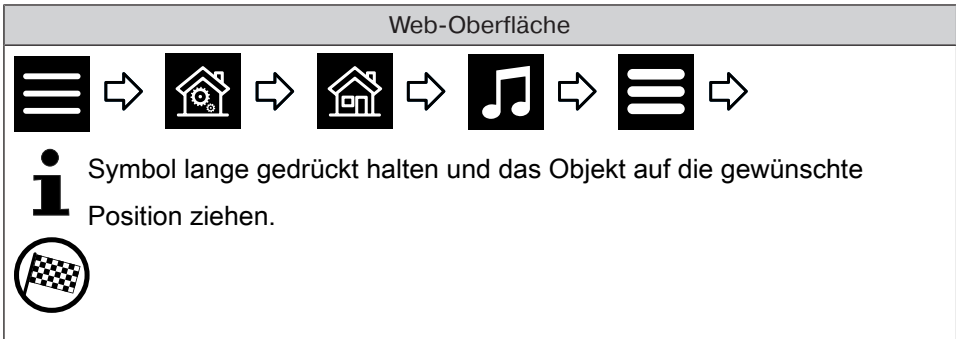 Web-Oberfläche
Symbol lange gedrückt halten und das Objekt auf die gewünschte
Position ziehen.